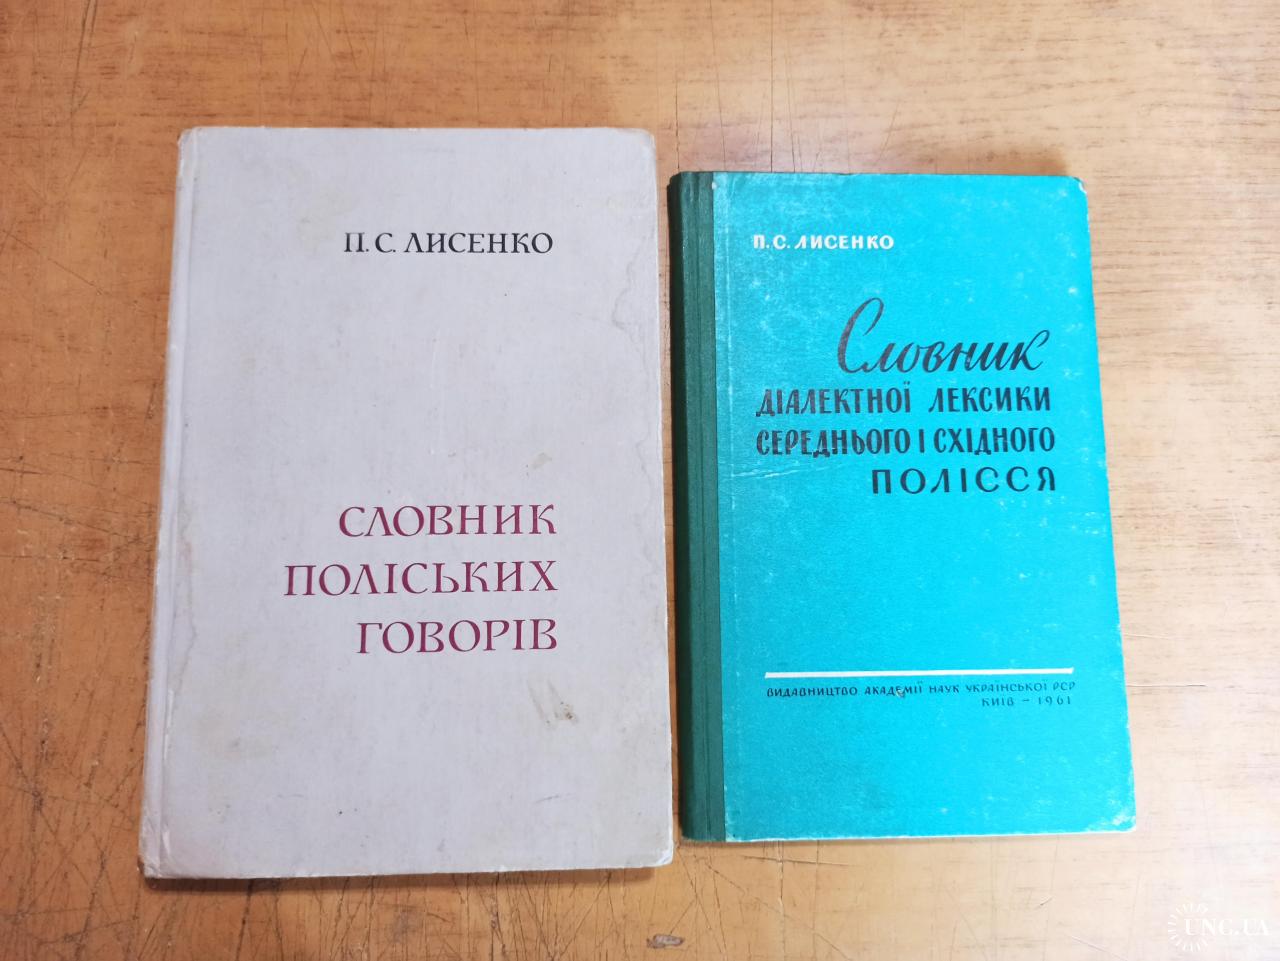 П. С. ЛИСЕНКО
СЛОВНИК
ПОЛІСЬКИХ
ГОВОРІВ
П. С. ЛИСЕНКО
Словник
ДІАЛЕКТНОЇ ЛЕКСИКИ
СЕРЕДНЬОГО І СХІДНОГО
ПОЛІССЯ
ВИДАВНИЦТВО АКАДЕМІЇ НАУК УКРАЇНСЬКОЇ РСР
КИЇВ — 1961
UNC.UA